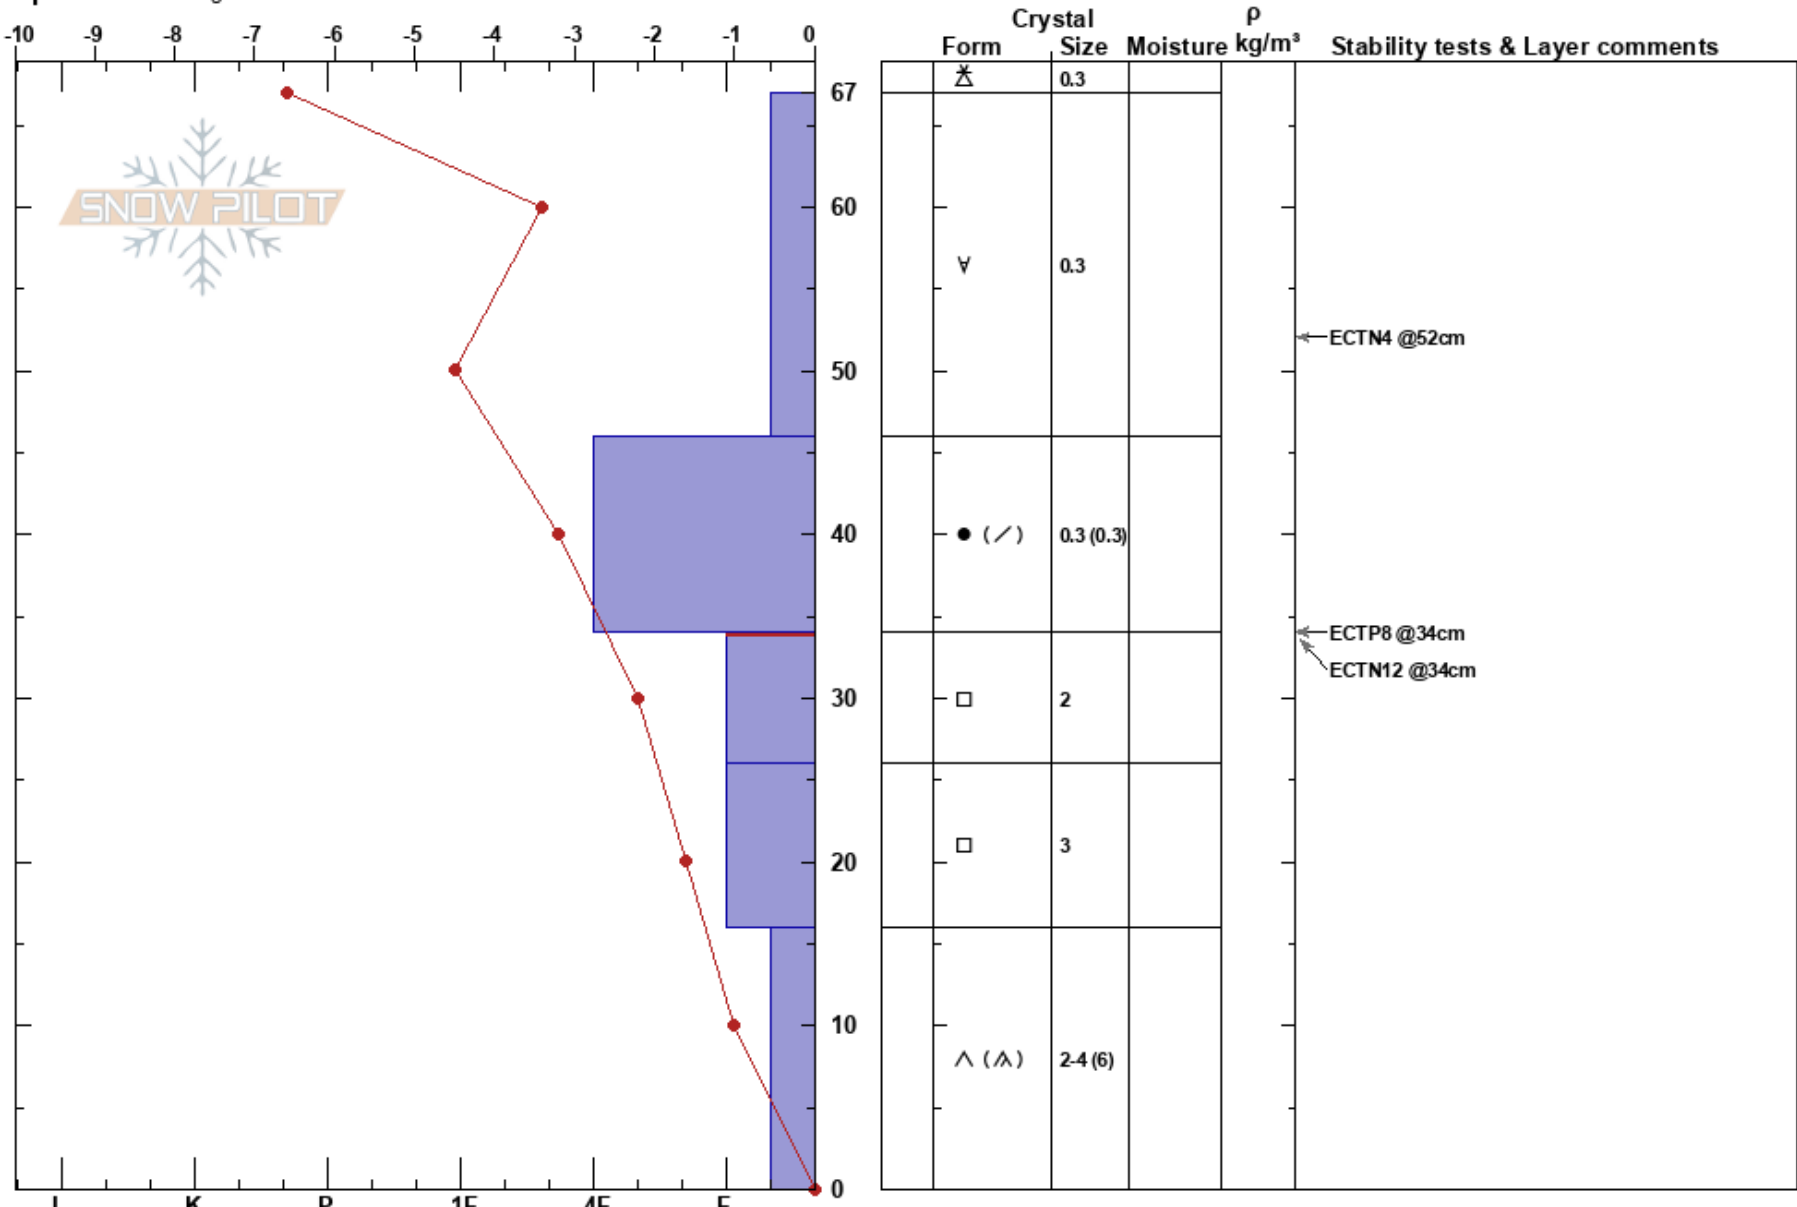 -10 -9 -8 -7 -6 -5 -4 -3 -2 -1 0
Crystal
ρ
Form Size Moisture kg/m³ Stability tests & Layer comments
0.3
67
SNOW PILOT
60
0.3
ECTN4 @52cm
50
40
● (∕) 0.3 (0.3)
ECTP8 @34cm
ECTN12 @34cm
30
□ 2
□ 3
20
10
∧ 2-4 (6)
0
I K P 1F 4F F